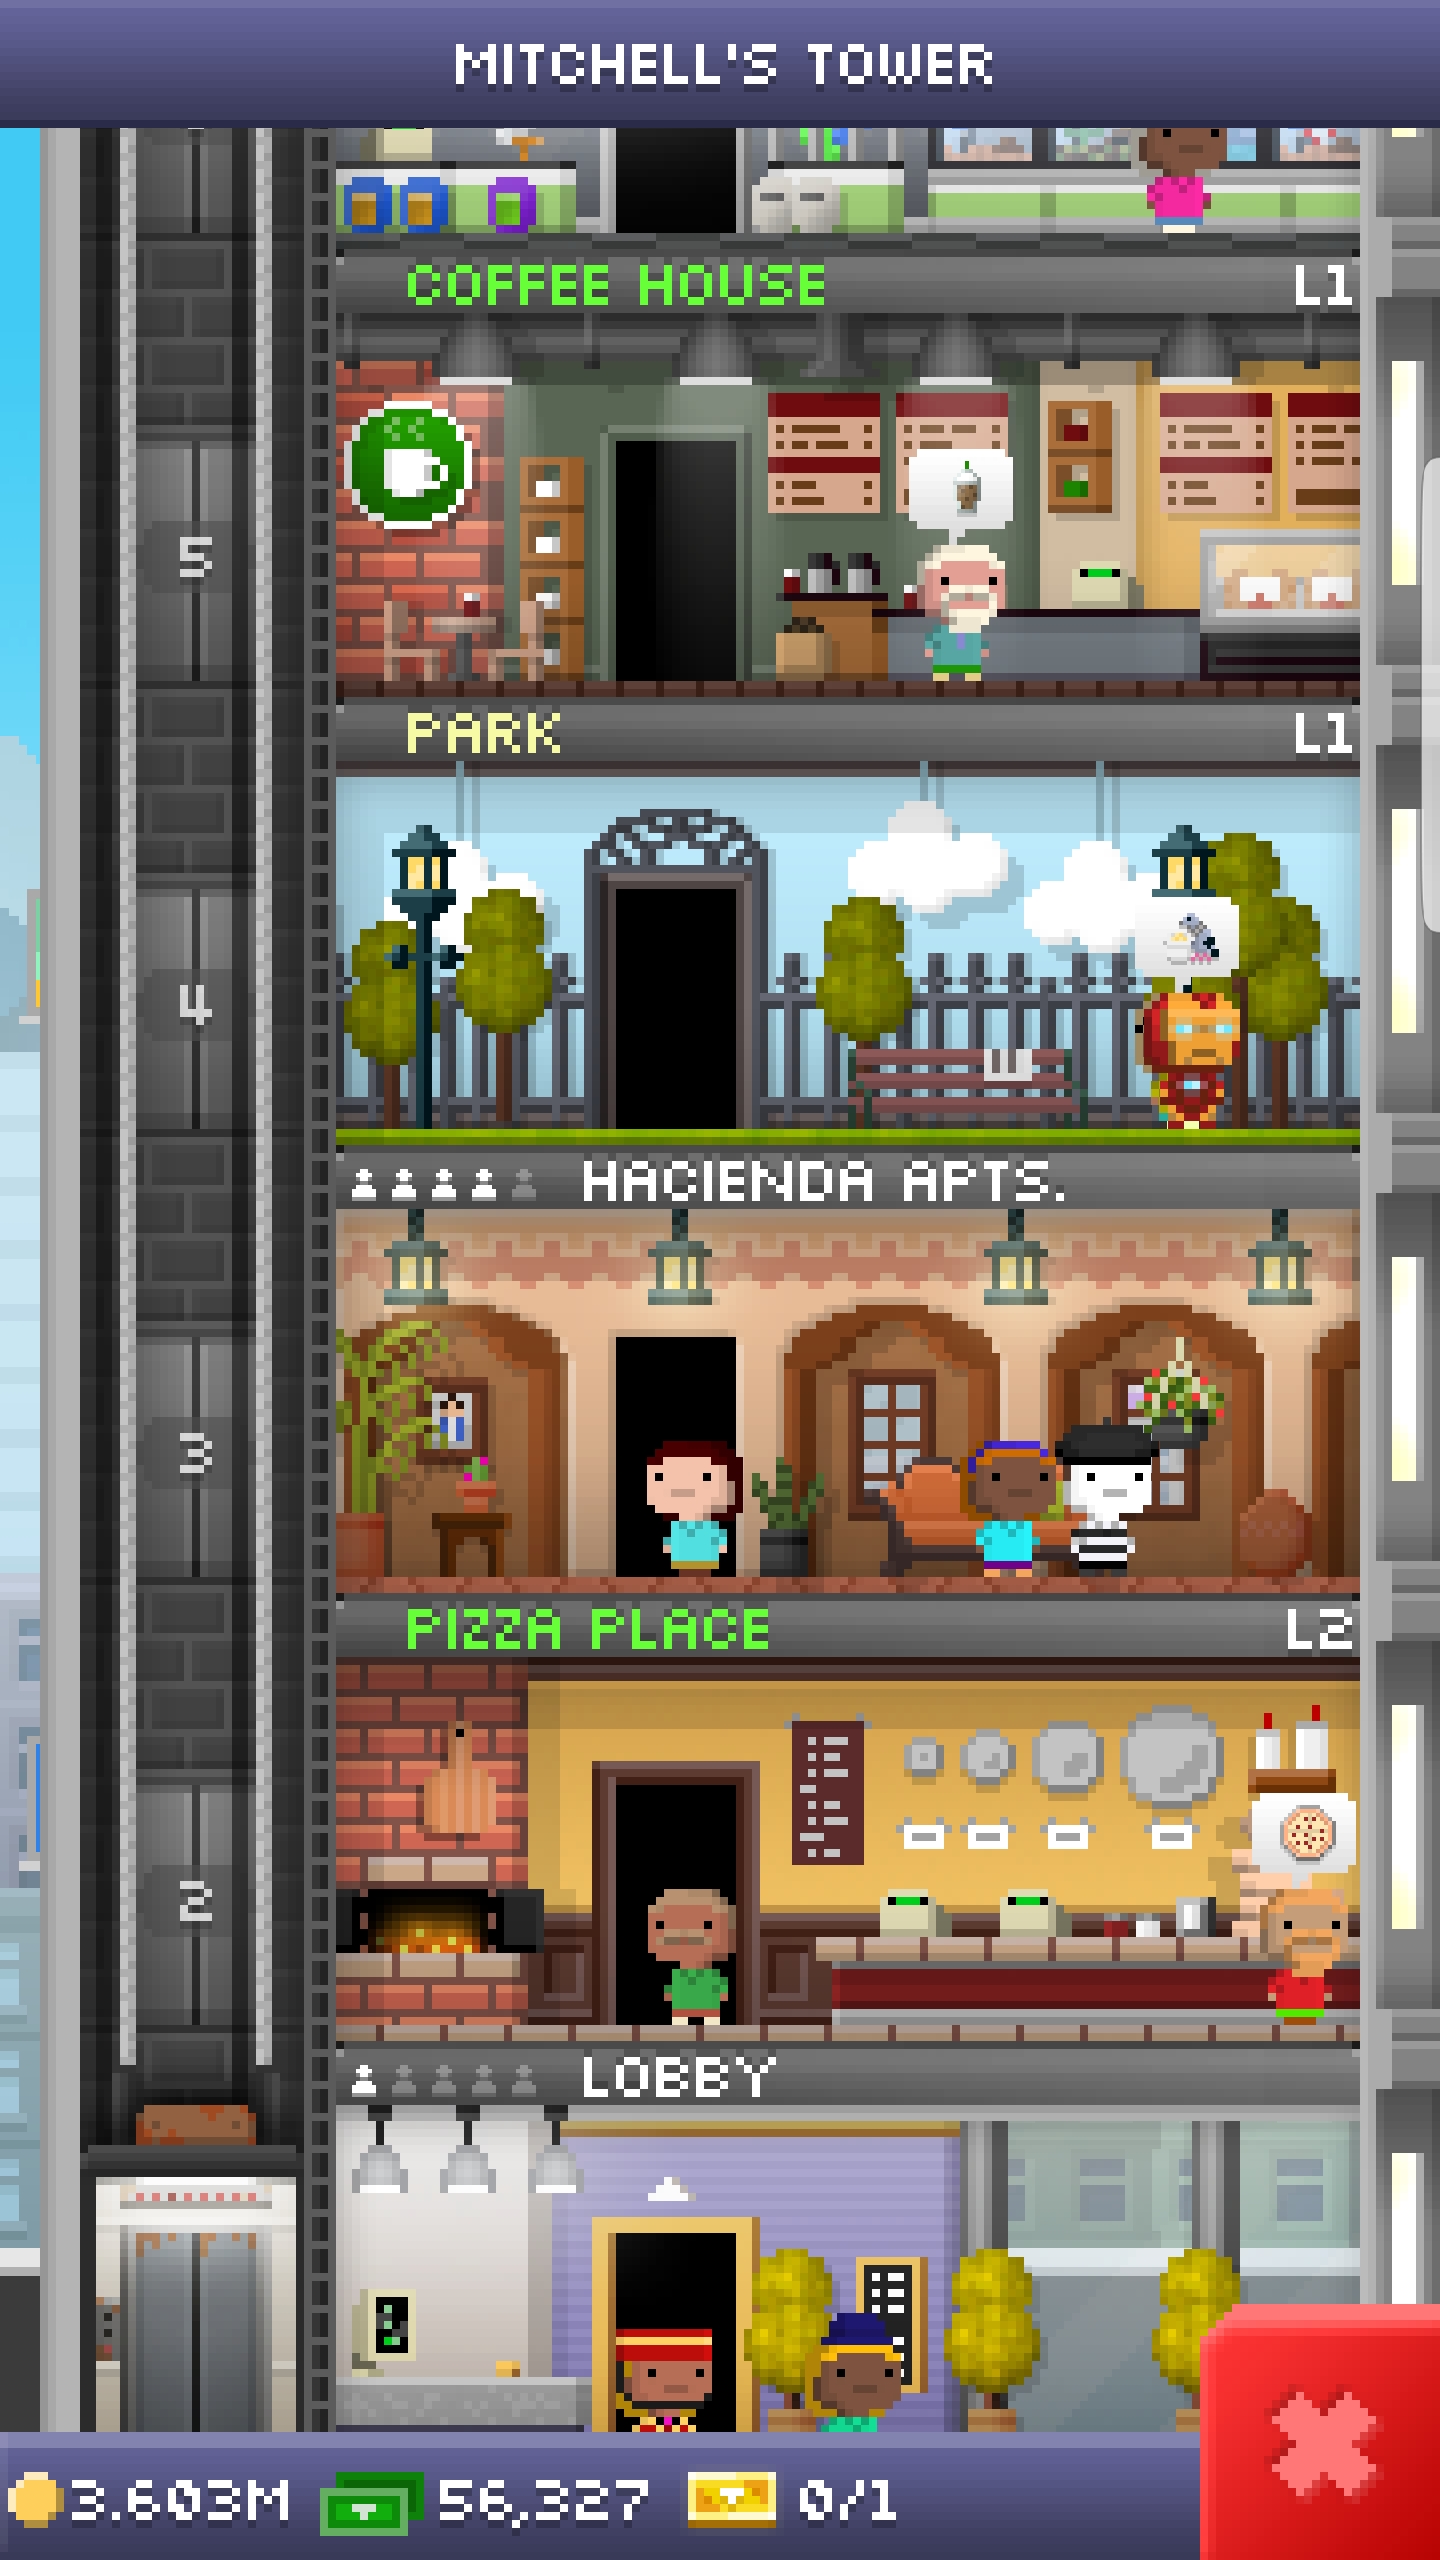 MITCHELL'S TOWER
COFFEE HOUSE L1
5
PARK L1
4
HACIENDA APTS.
3
PIZZA PLACE L2
2
LOBBY
3.603M 56,327 0/1